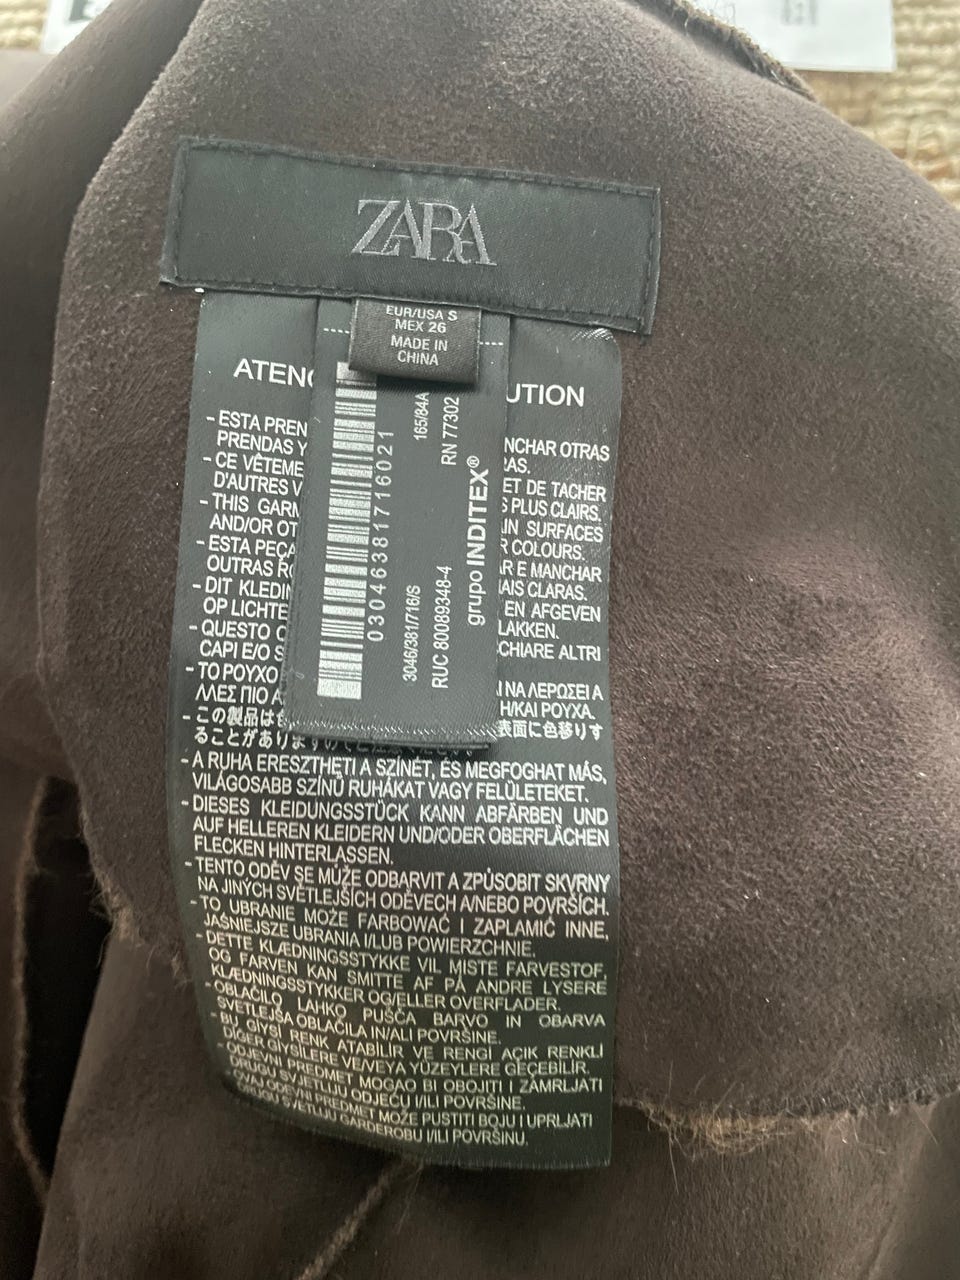 ZARA
EUR/USA S
MEX 26
MADE IN
CHINA
03046381716021
3046/381/716/S
165/84A
RUC 80089348-4
RN 77302
grupo INDITEX®
UTION
- ESTA PREN
NCHAR OTRAS
PRENDAS Y
- CE VÊTEME
ET DE TACHER
D'AUTRES V
S PLUS CLAIRS.
- THIS GARM
IN SURFACES
AND/OR OT
R COLOURS.
- ESTA PEÇA
R E MANCHAR
OUTRAS RO
AIS CLARAS.
- DIT KLEDIN
EN AFGEVEN
OP LICHTE
LAKKEN.
- QUESTO C
CHIARE ALTRI
CAPI E/O S
- ΤΟ ΡΟΥΧΟ
ΝΑ ΛΕΡΩΣΕΙ Α
ΛΛΕΣ ΠΙΟ Α
Η/ΚΑΙ ΡΟΥΧΑ.
- この製品は色
表面に色移りす
ることがあります
- A RUHA ERESZTHETI A SZÍNÉT, ÉS MEGFOGHAT MÁS,
VILÁGOSABB SZÍNŰ RUHÁKAT VAGY FELÜLETEKET.
- DIESES KLEIDUNGSSTÜCK KANN ABFÄRBEN UND
AUF HELLEREN KLEIDERN UND/ODER OBERFLÄCHEN
FLECKEN HINTERLASSEN.
- TENTO ODĚV SE MŮŽE ODBARVIT A ZPŮSOBIT SKVRNY
NA JINÝCH SVĚTLEJŠÍCH ODĚVECH A/NEBO POVRŠÍCH.
- TO UBRANIE MOŻE FARBOWAĆ I ZAPLAMIĆ INNE,
JAŚNIEJSZE UBRANIA I/LUB POWIERZCHNIE.
- DETTE KLÆDNINGSSTYKKE VIL MISTE FARVESTOF,
OG FARVEN KAN SMITTE AF PÅ ANDRE LYSERE
KLÆDNINGSSTYKKER OG/ELLER OVERFLADER.
- OBLAČILO LAHKO PUŠČA BARVO IN OBARVA
SVETLEJŠA OBLAČILA IN/ALI POVRŠINE.
- BU GİYSİ RENK ATABİLİR VE RENGİ AÇIK RENKLİ
DİĞER GİYSİLERE VE/VEYA YÜZEYLERE GEÇEBİLİR.
- ODJEVNI PREDMET MOGAO BI OBOJITI I ZAMRLJATI
DRUGU SVJETLIJU ODJEĆU I/ILI POVRŠINE.
- OVAJ ODEVNI PREDMET MOŽE PUSTITI BOJU I UPRLJATI
DRUGU SVETLIJU GARDEROBU I/ILI POVRŠINU.